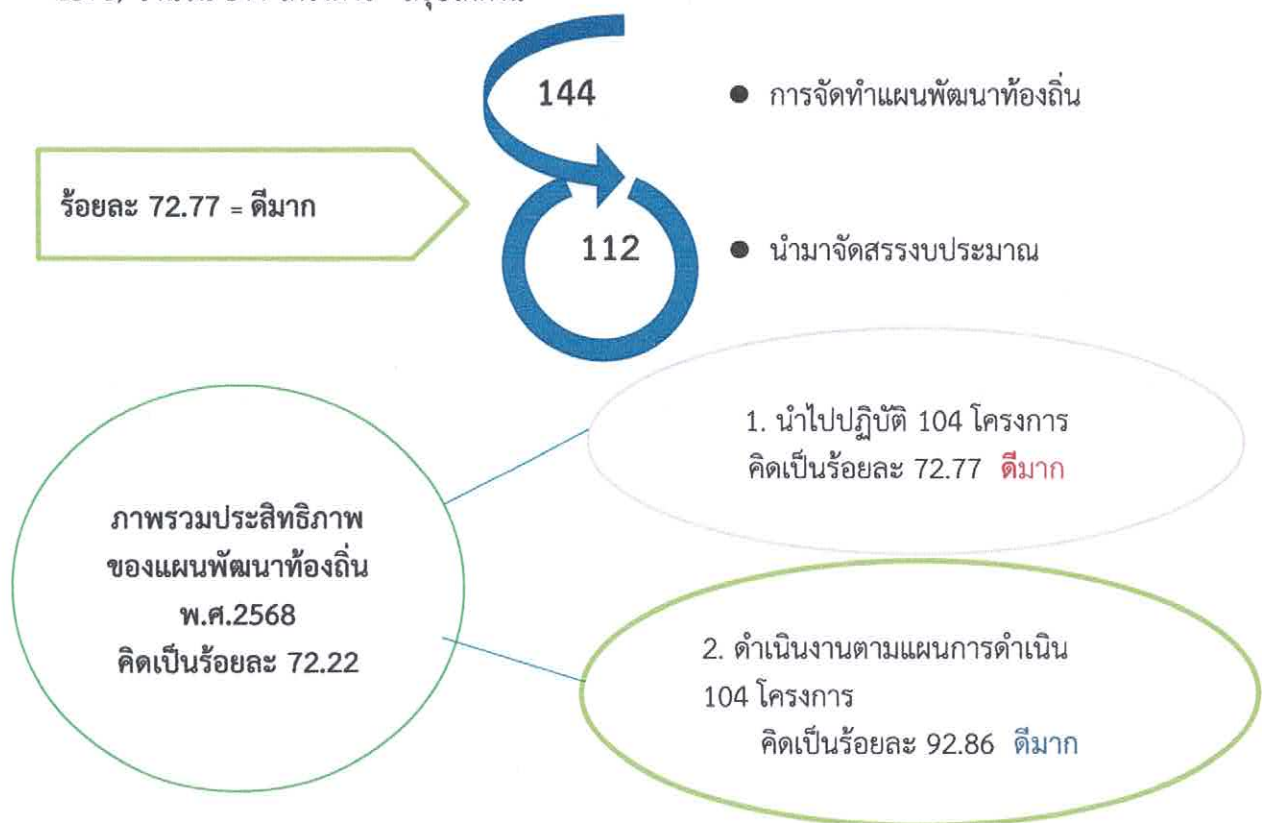 144
● การจัดทำแผนพัฒนาท้องถิ่น
ร้อยละ 72.77 = ดีมาก
112
● นำมาจัดสรรงบประมาณ
1. นำไปปฏิบัติ 104 โครงการ
คิดเป็นร้อยละ 72.77 ดีมาก
ภาพรวมประสิทธิภาพ
ของแผนพัฒนาท้องถิ่น
พ.ศ.2568
คิดเป็นร้อยละ 72.22
2. ดำเนินงานตามแผนการดำเนิน
104 โครงการ
คิดเป็นร้อยละ 92.86 ดีมาก